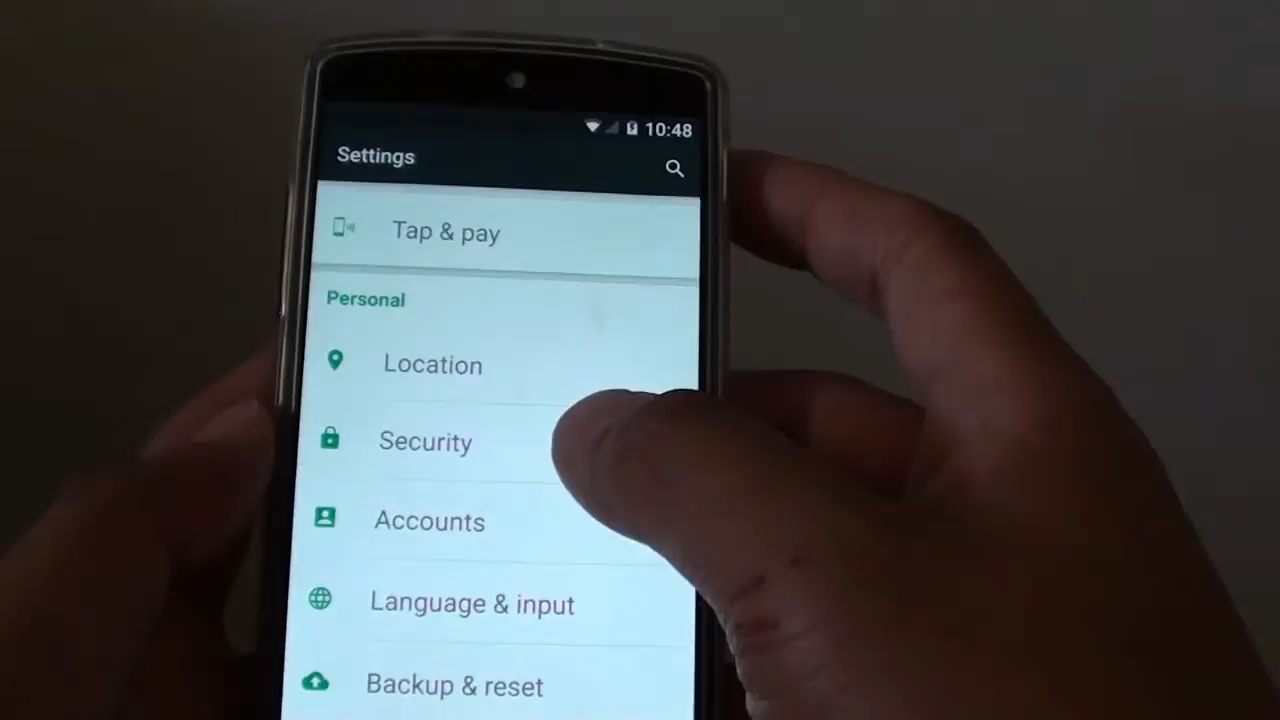 10:48
Settings
Tap & pay
Personal
Location
Security
Accounts
Language & input
Backup & reset